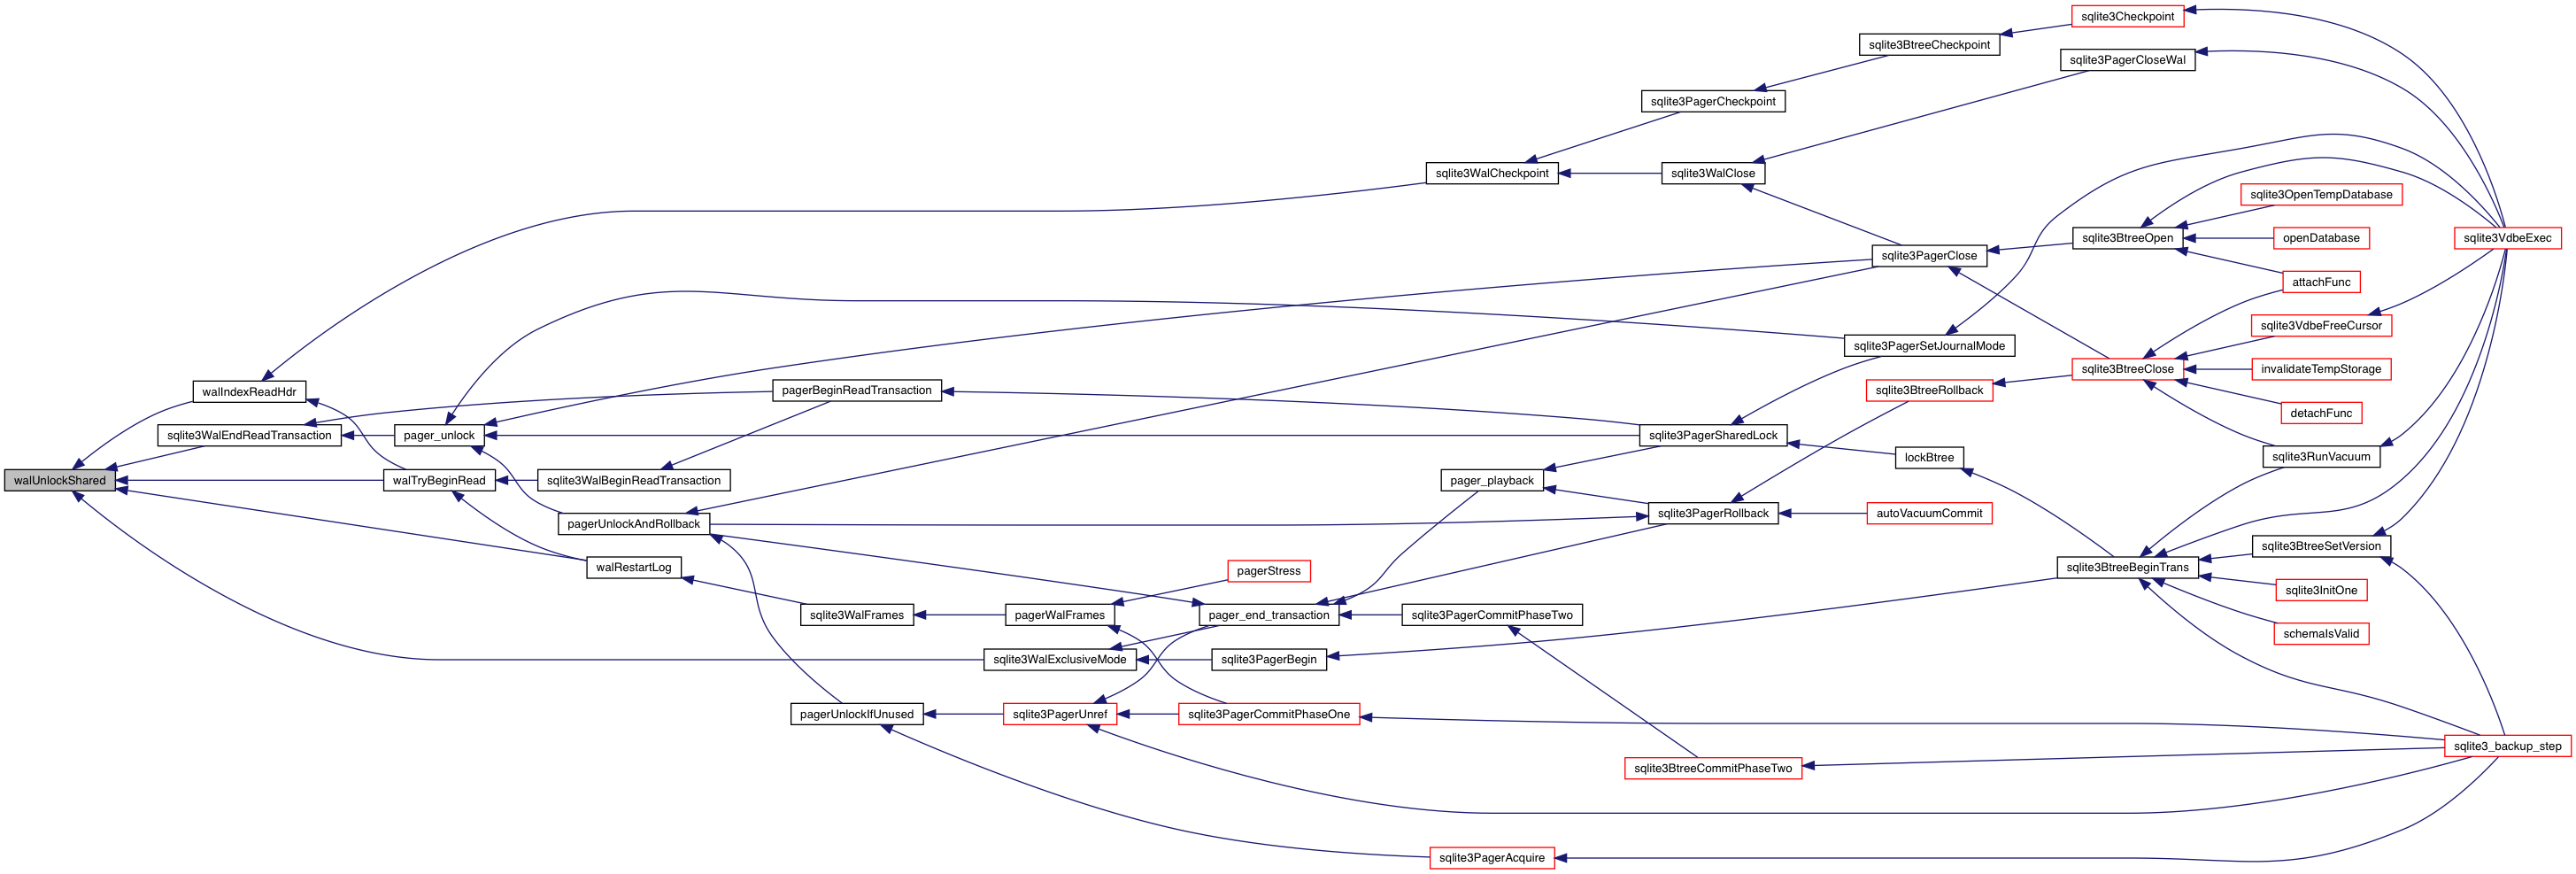 sqlite3Checkpoint
sqlite3BtreeCheckpoint
sqlite3PagerCloseWal
sqlite3PagerCheckpoint
sqlite3WalCheckpoint
sqlite3WalClose
sqlite3OpenTempDatabase
sqlite3BtreeOpen
openDatabase
sqlite3VdbeExec
sqlite3PagerClose
attachFunc
sqlite3VdbeFreeCursor
sqlite3PagerSetJournalMode
sqlite3BtreeClose
invalidateTempStorage
walIndexReadHdr
pagerBeginReadTransaction
sqlite3BtreeRollback
detachFunc
sqlite3WalEndReadTransaction
pager_unlock
sqlite3PagerSharedLock
lockBtree
sqlite3RunVacuum
walUnlockShared
walTryBeginRead
sqlite3WalBeginReadTransaction
pager_playback
pagerUnlockAndRollback
sqlite3PagerRollback
autoVacuumCommit
sqlite3BtreeSetVersion
walRestartLog
pagerStress
sqlite3BtreeBeginTrans
sqlite3InitOne
sqlite3WalFrames
pagerWalFrames
pager_end_transaction
sqlite3PagerCommitPhaseTwo
schemaIsValid
sqlite3WalExclusiveMode
sqlite3PagerBegin
pagerUnlockIfUnused
sqlite3PagerUnref
sqlite3PagerCommitPhaseOne
sqlite3_backup_step
sqlite3BtreeCommitPhaseTwo
sqlite3PagerAcquire